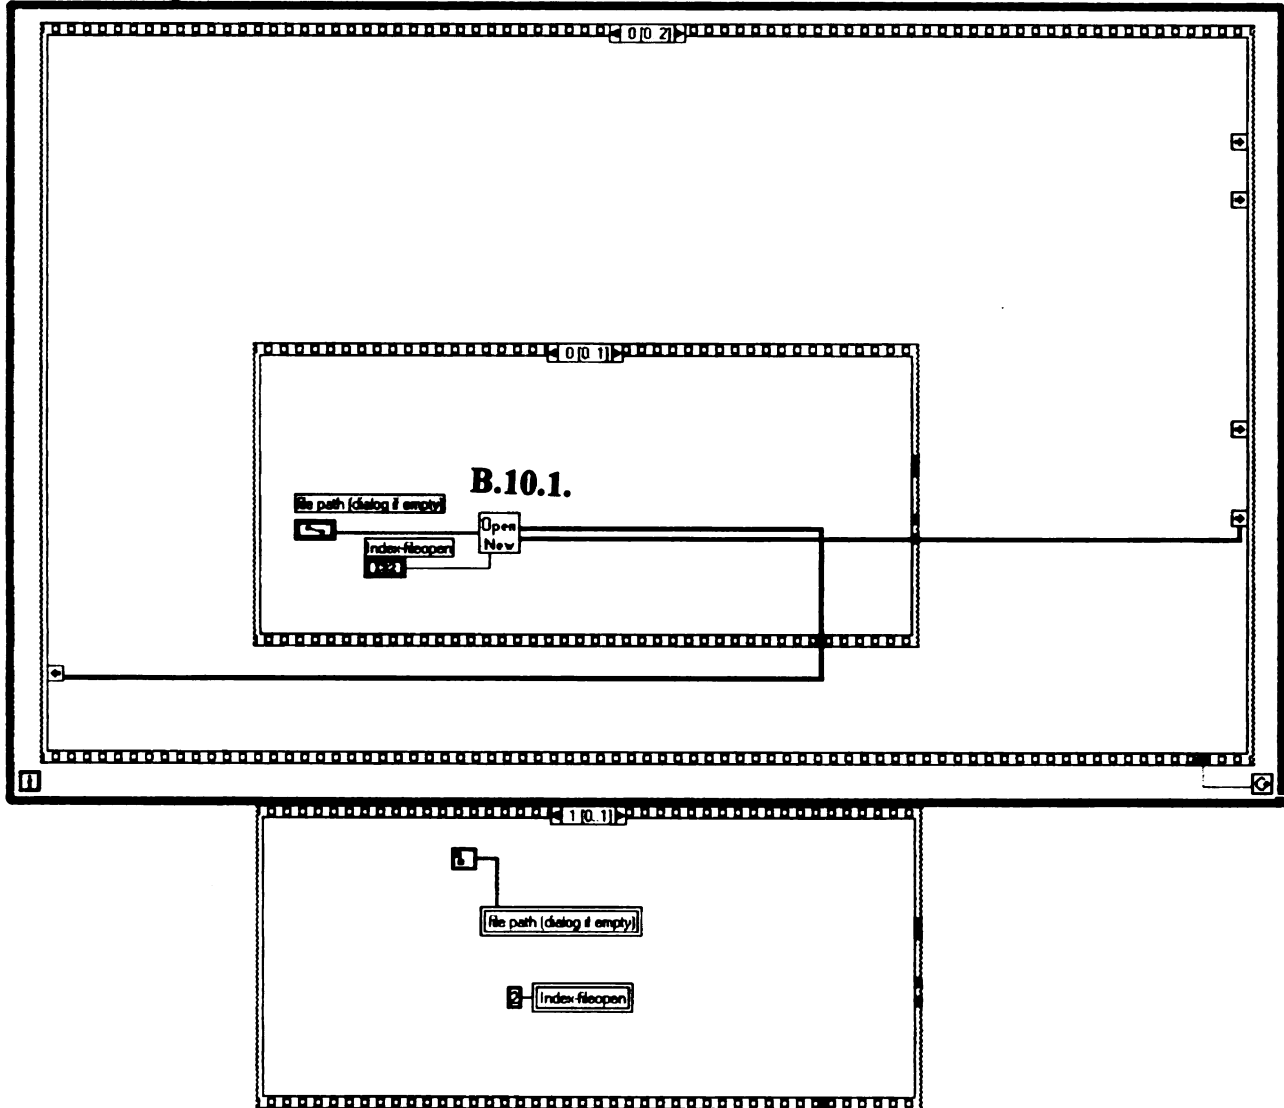 0 [0..2]
0 [0..1]
B.10.1.
file path (dialog if empty)
Open
New
Index-fileopen
1 [0..1]
file path (dialog if empty)
2
Index-fileopen